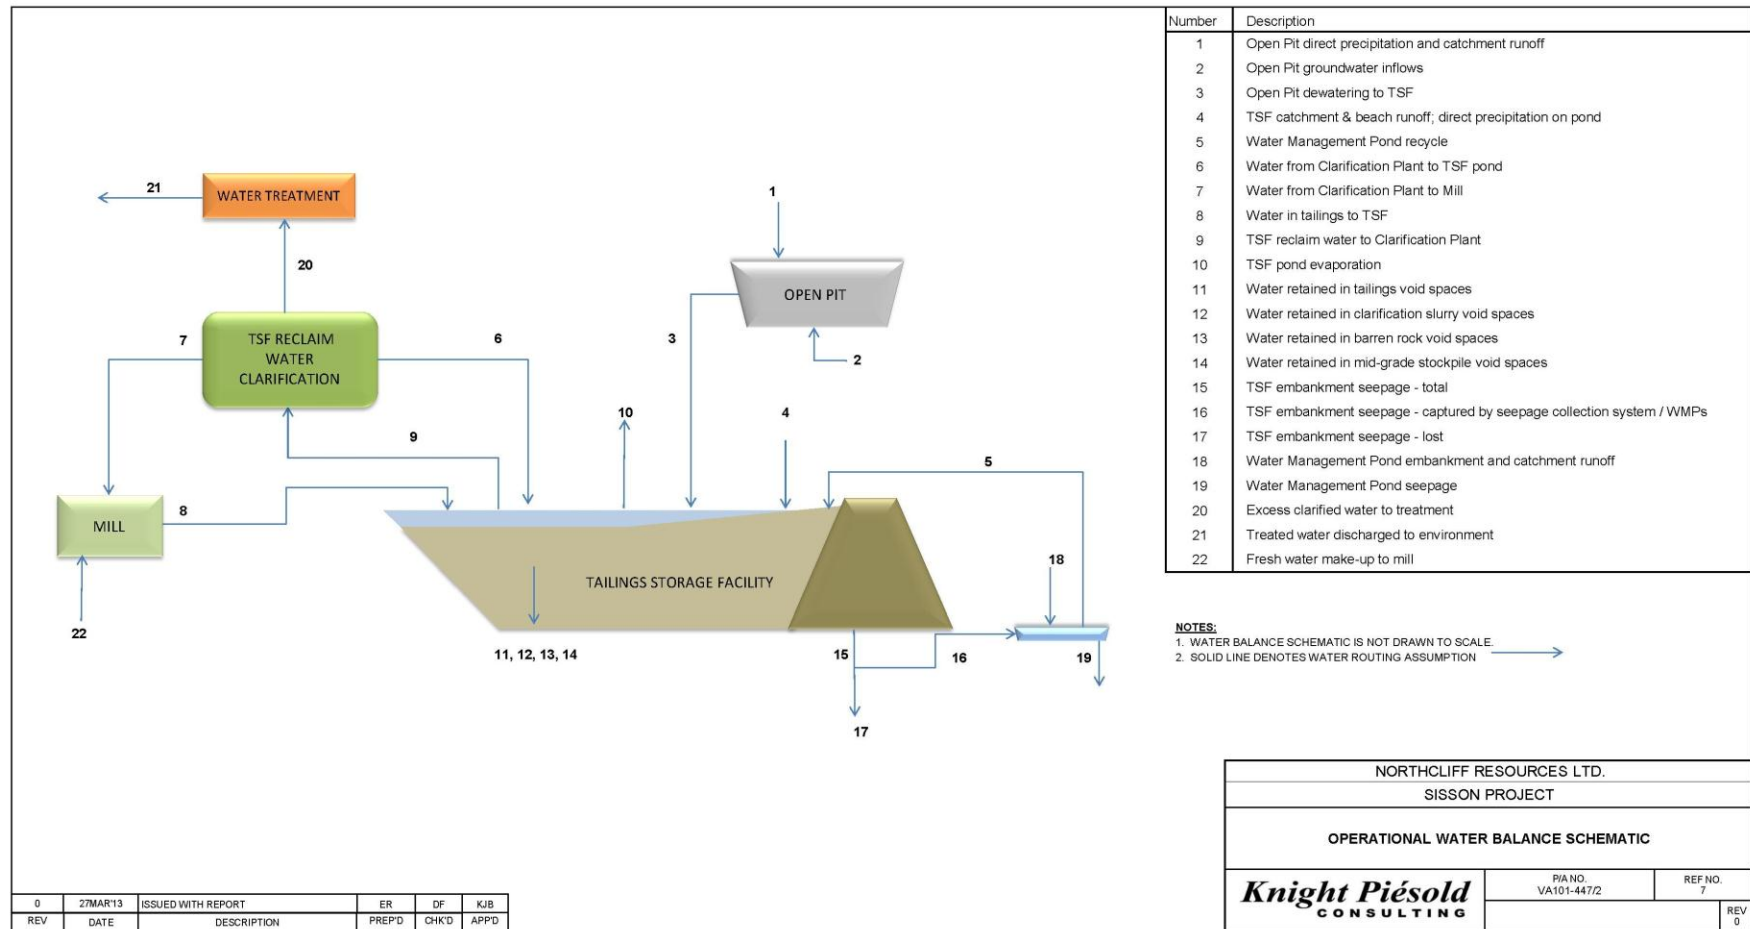 21
WATER TREATMENT
20
1
OPEN PIT
2
3
7
TSF RECLAIM
WATER
CLARIFICATION
6
9
10
4
5
MILL
8
22
TAILINGS STORAGE FACILITY
11, 12, 13, 14
15
16
17
18
19
Number Description
1 Open Pit direct precipitation and catchment runoff
2 Open Pit groundwater inflows
3 Open Pit dewatering to TSF
4 TSF catchment & beach runoff; direct precipitation on pond
5 Water Management Pond recycle
6 Water from Clarification Plant to TSF pond
7 Water from Clarification Plant to Mill
8 Water in tailings to TSF
9 TSF reclaim water to Clarification Plant
10 TSF pond evaporation
11 Water retained in tailings void spaces
12 Water retained in clarification slurry void spaces
13 Water retained in barren rock void spaces
14 Water retained in mid-grade stockpile void spaces
15 TSF embankment seepage - total
16 TSF embankment seepage - captured by seepage collection system / WMPs
17 TSF embankment seepage - lost
18 Water Management Pond embankment and catchment runoff
19 Water Management Pond seepage
20 Excess clarified water to treatment
21 Treated water discharged to environment
22 Fresh water make-up to mill
NOTES:
1. WATER BALANCE SCHEMATIC IS NOT DRAWN TO SCALE.
2. SOLID LINE DENOTES WATER ROUTING ASSUMPTION
NORTHCLIFF RESOURCES LTD.
SISSON PROJECT
OPERATIONAL WATER BALANCE SCHEMATIC
Knight Piésold
CONSULTING
P/A NO.
VA101-447/2
REF NO.
7
REV
0
0 27MAR'13 ISSUED WITH REPORT ER DF KJB
REV DATE DESCRIPTION PREP'D CHK'D APP'D